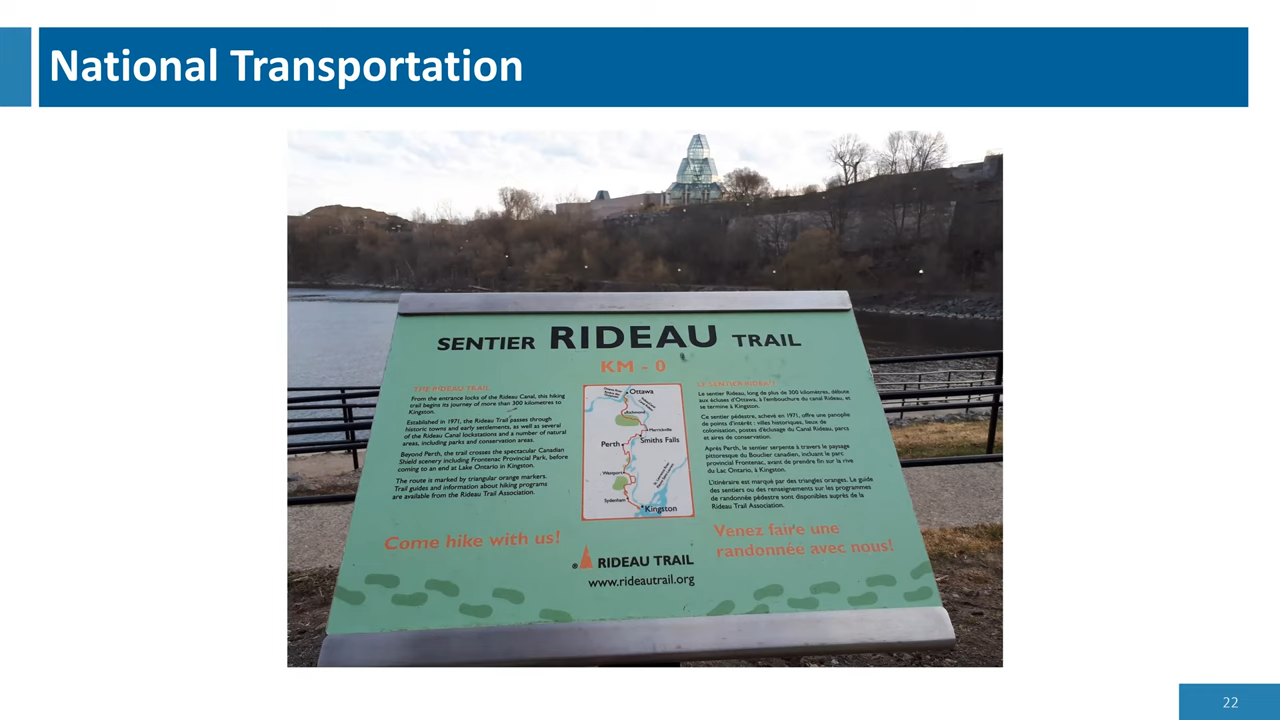 National Transportation
SENTIER RIDEAU TRAIL
KM - 0
THE RIDEAU TRAIL
From the entrance locks of the Rideau Canal, this hiking
trail begins its journey of more than 300 kilometres to
Kingston.
Established in 1971, the Rideau Trail passes through
historic towns and early settlements, as well as several
of the Rideau Canal lockstations and a number of natural
areas, including parks and conservation areas.
Beyond Perth, the trail crosses the spectacular Canadian
Shield scenery including Frontenac Provincial Park, before
coming to an end at Lake Ontario in Kingston.
The route is marked by triangular orange markers.
Trail guides and information about hiking programs
are available from the Rideau Trail Association.
Come hike with us!
Ottawa
Richmond
Merrickville
Smiths Falls
Perth
Westport
Sydenham
Kingston
LE SENTIER RIDEAU
Le sentier Rideau, long de plus de 300 kilomètres, débute
aux écluses d'Ottawa, à l'embouchure du canal Rideau, et
se termine à Kingston.
Ce sentier pédestre, achevé en 1971, offre une panoplie
de points d'intérêt : villes historiques, lieux de
colonisation, postes d'éclusage du Canal Rideau, parcs
et aires de conservation.
Après Perth, le sentier serpente à travers le paysage
pittoresque du Bouclier canadien, incluant le parc
provincial Frontenac, avant de prendre fin sur la rive
du Lac Ontario, à Kingston.
L'itinéraire est marqué par des triangles oranges. Le guide
des sentiers ou des renseignements sur les programmes
de randonnée pédestre sont disponibles auprès de la
Rideau Trail Association.
Venez faire une
randonnée avec nous!
® RIDEAU TRAIL
www.rideautrail.org
22